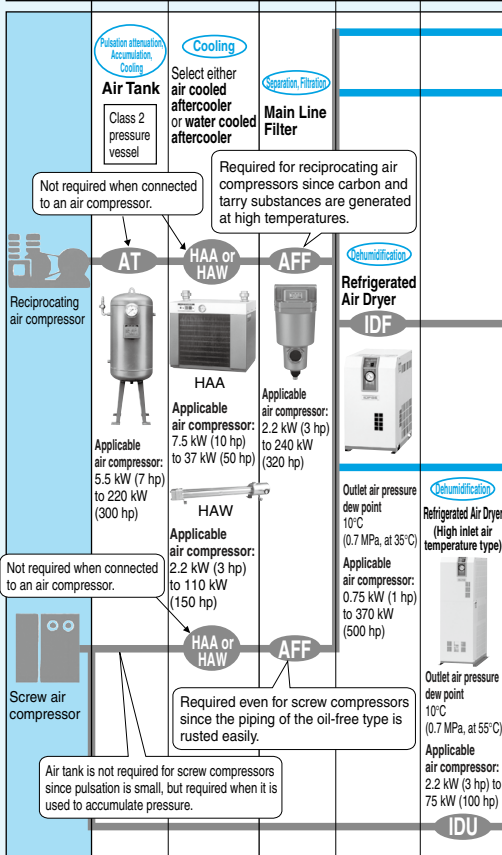 Pulsation attenuation,
Accumulation,
Cooling
Air Tank
Class 2
pressure
vessel
Cooling
Select either
air cooled
aftercooler
or water cooled
aftercooler
Separation, Filtration
Main Line
Filter
Not required when connected
to an air compressor.
Required for reciprocating air
compressors since carbon and
tarry substances are generated
at high temperatures.
Reciprocating
air compressor
AT
HAA or
HAW
AFF
Dehumidification
Refrigerated
Air Dryer
IDF
Applicable
air compressor:
5.5 kW (7 hp)
to 220 kW
(300 hp)
HAA
Applicable
air compressor:
7.5 kW (10 hp)
to 37 kW (50 hp)
HAW
Applicable
air compressor:
2.2 kW (3 hp)
to 110 kW
(150 hp)
Applicable
air compressor:
2.2 kW (3 hp)
to 240 kW
(320 hp)
Outlet air pressure
dew point
10°C
(0.7 MPa, at 35°C)
Applicable
air compressor:
0.75 kW (1 hp)
to 370 kW
(500 hp)
Dehumidification
Refrigerated Air Dryer
(High inlet air
temperature type)
Outlet air pressure
dew point
10°C
(0.7 MPa, at 55°C)
Applicable
air compressor:
2.2 kW (3 hp) to
75 kW (100 hp)
IDU
Not required when connected
to an air compressor.
HAA or
HAW
AFF
Screw air
compressor
Required even for screw compressors
since the piping of the oil-free type is
rusted easily.
Air tank is not required for screw compressors
since pulsation is small, but required when it is
used to accumulate pressure.